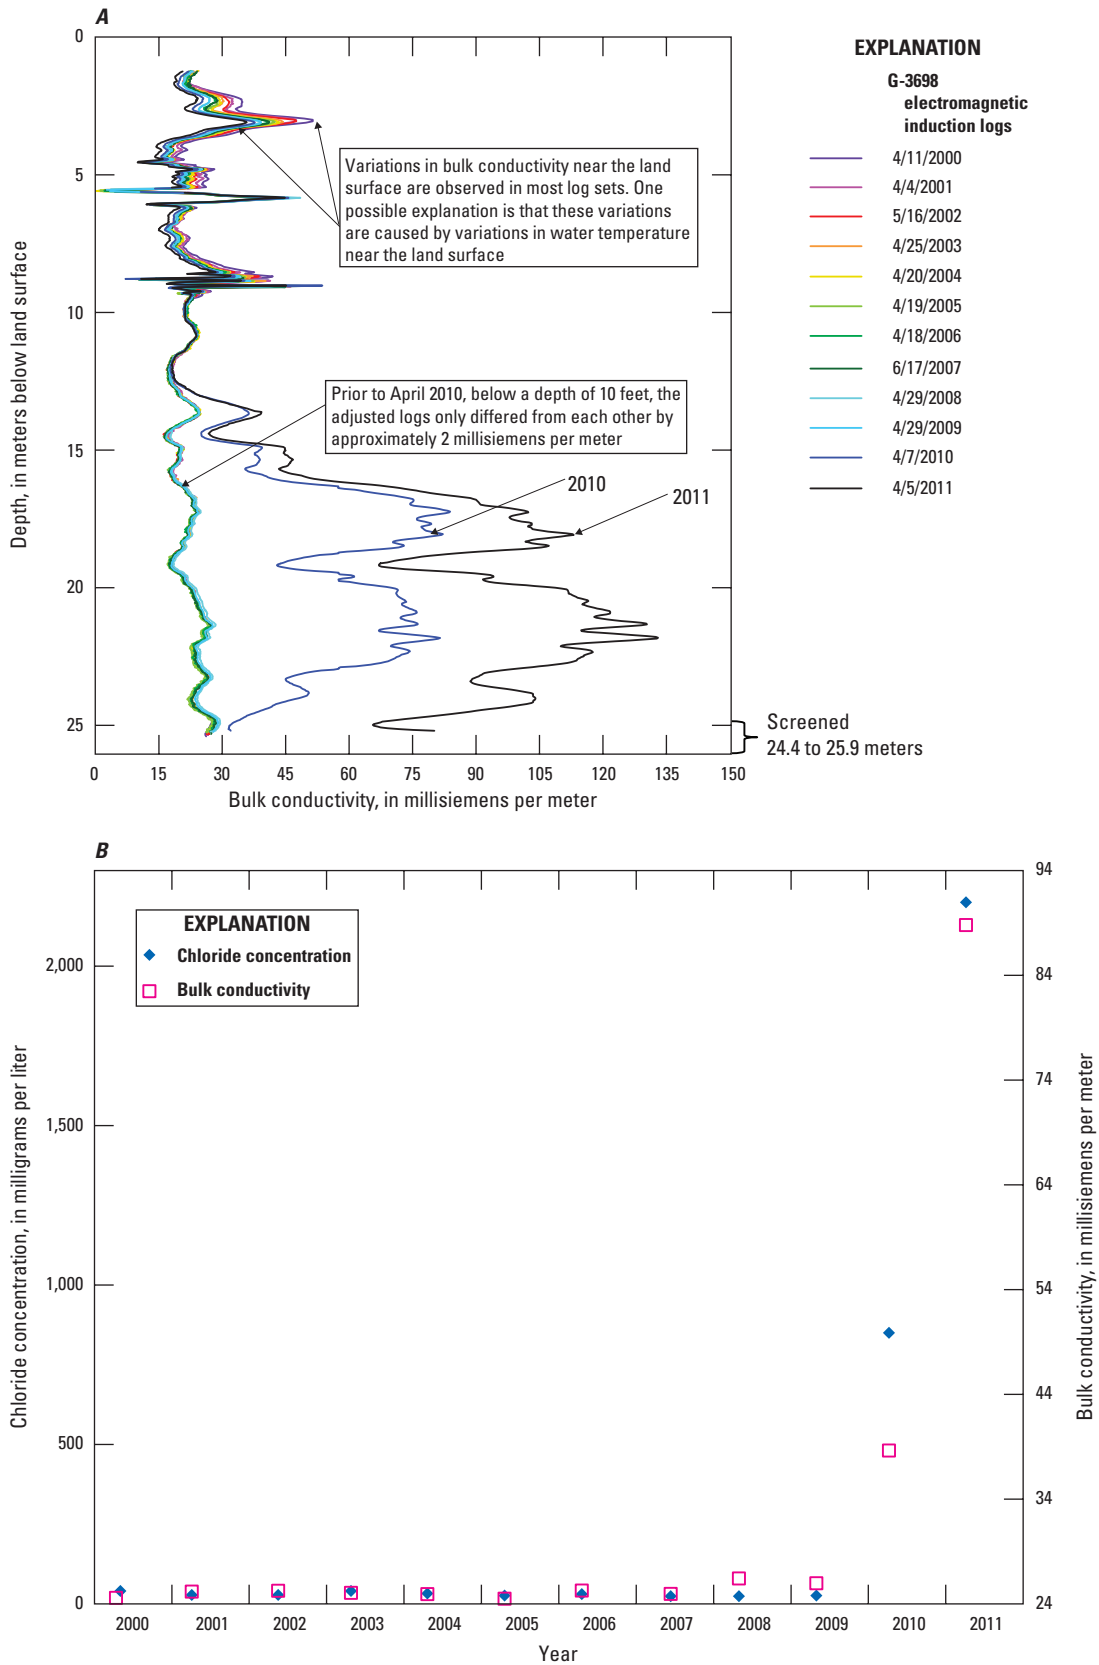 A
EXPLANATION
G-3698
electromagnetic
induction logs
4/11/2000
4/4/2001
5/16/2002
4/25/2003
4/20/2004
4/19/2005
4/18/2006
6/17/2007
4/29/2008
4/29/2009
4/7/2010
4/5/2011
Depth, in meters below land surface
0
5
10
15
20
25
Variations in bulk conductivity near the land
surface are observed in most log sets. One
possible explanation is that these variations
are caused by variations in water temperature
near the land surface
Prior to April 2010, below a depth of 10 feet, the
adjusted logs only differed from each other by
approximately 2 millisiemens per meter
2010
2011
Screened
24.4 to 25.9 meters
0 15 30 45 60 75 90 105 120 135 150
Bulk conductivity, in millisiemens per meter
B
EXPLANATION
Chloride concentration
Bulk conductivity
Chloride concentration, in milligrams per liter
2,000
1,500
1,000
500
0
94
84
74
64
54
44
34
24
Bulk conductivity, in millisiemens per meter
2000 2001 2002 2003 2004 2005 2006 2007 2008 2009 2010 2011
Year